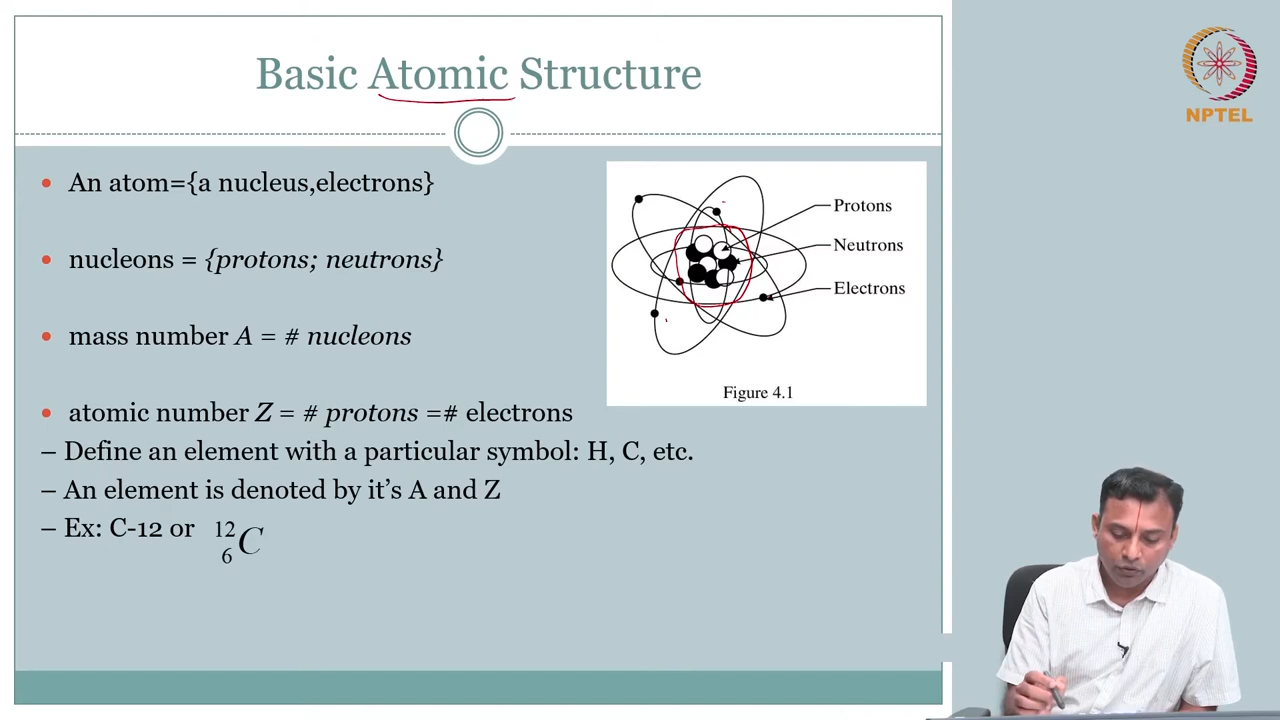 Basic Atomic Structure
NPTEL
• An atom={a nucleus,electrons}
• nucleons = {protons; neutrons}
• mass number A = # nucleons
• atomic number Z = # protons =# electrons
– Define an element with a particular symbol: H, C, etc.
– An element is denoted by it’s A and Z
– Ex: C-12 or ¹²₆C
Protons
Neutrons
Electrons
Figure 4.1